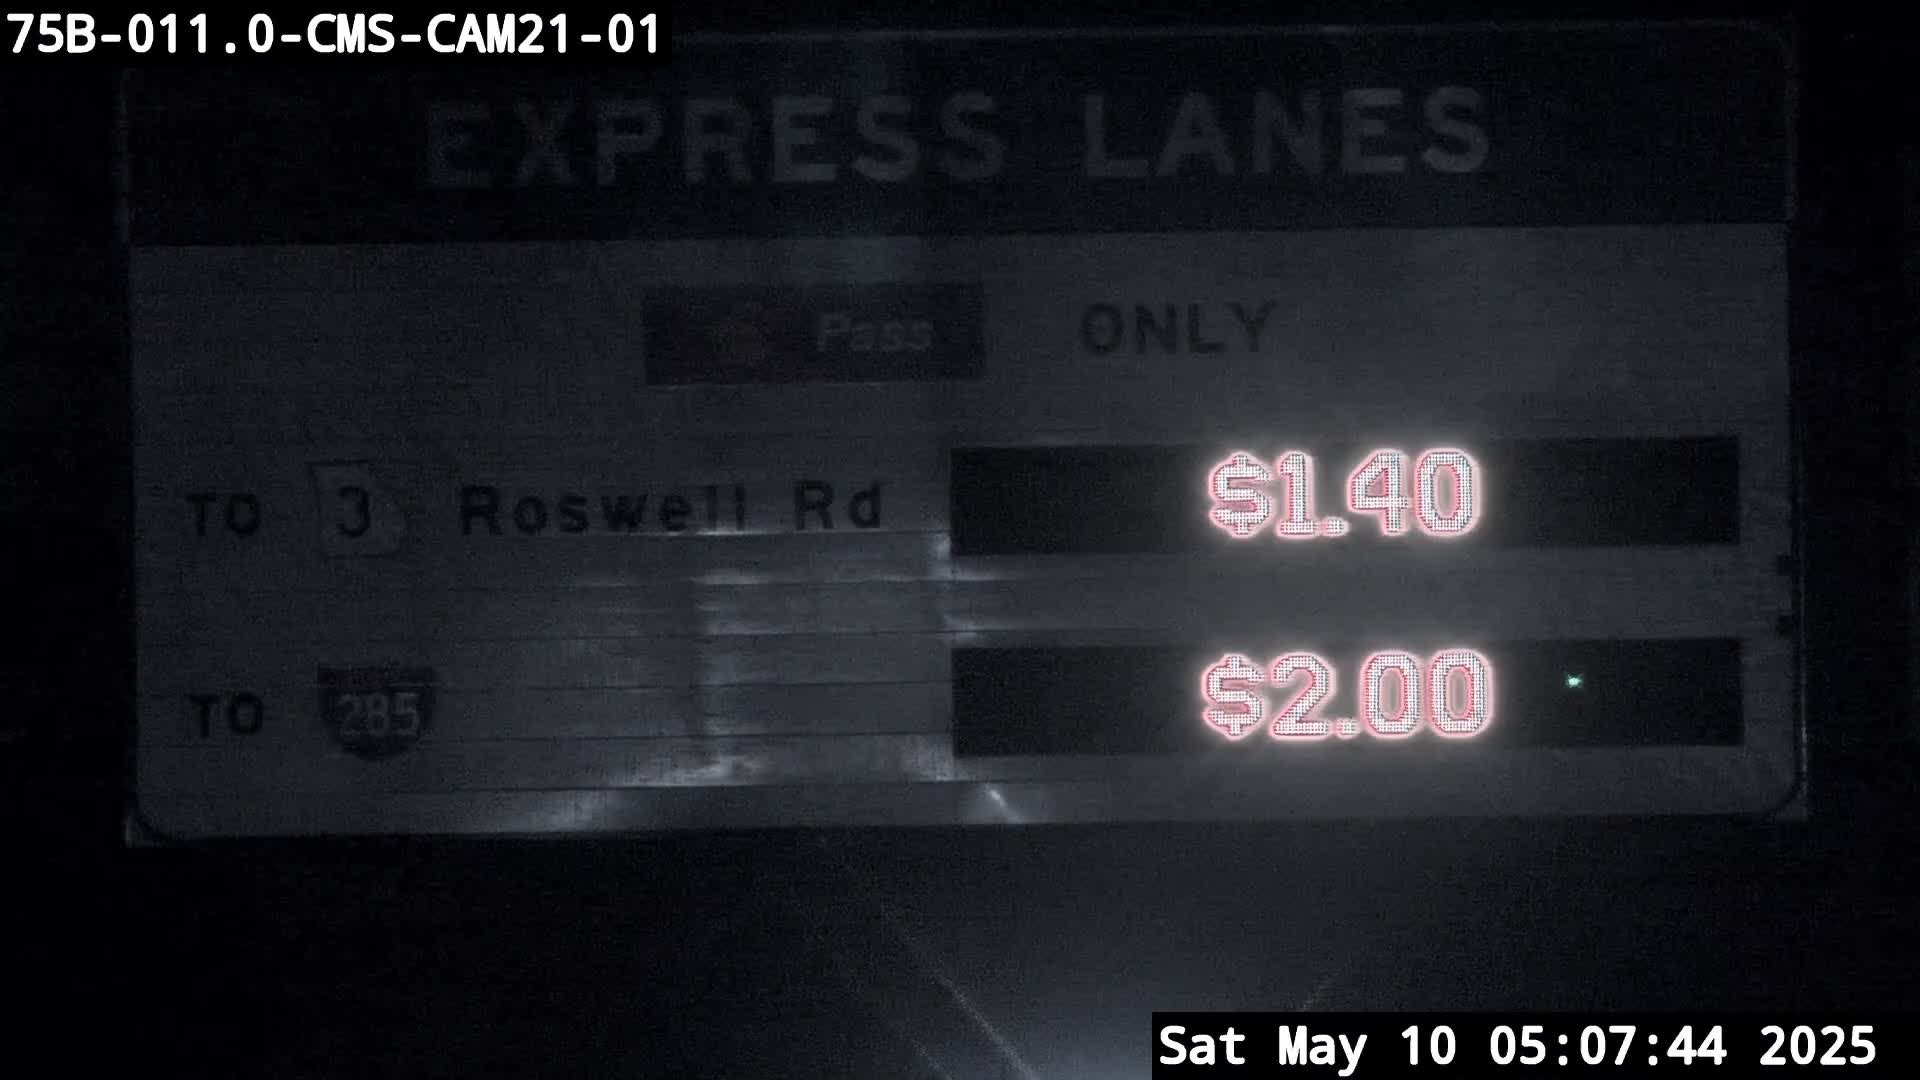 75B-011.0-CMS-CAM21-01
EXPRESS LANES
Pass ONLY
TO 3 Roswell Rd $1.40
TO 285 $2.00
Sat May 10 05:07:44 2025